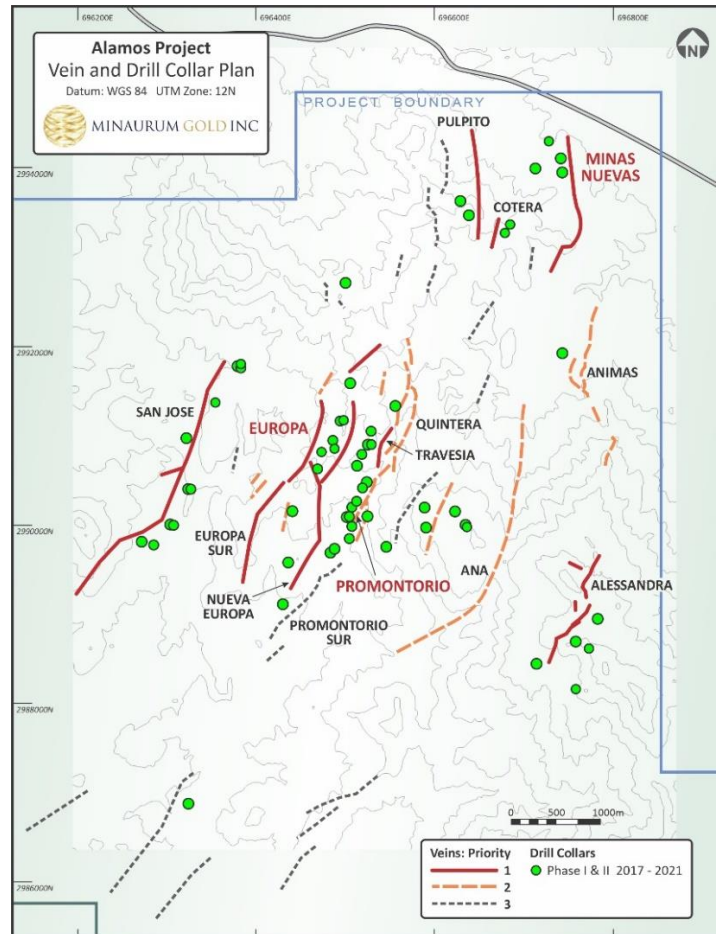 696200E
696400E
696600E
696800E
Alamos Project
Vein and Drill Collar Plan
Datum: WGS 84 UTM Zone: 12N
MINAURUM GOLD INC
N
PROJECT BOUNDARY
PULPITO
MINAS
NUEVAS
2994000N
COTERA
2992000N
ANIMAS
SAN JOSE
EUROPA
QUINTERA
TRAVESIA
2990000N
EUROPA
SUR
NUEVA
EUROPA
PROMONTORIO
ANA
ALESSANDRA
PROMONTORIO
SUR
2988000N
0 500 1000m
Veins: Priority
Drill Collars
1
Phase I & II 2017 - 2021
2
3
2986000N